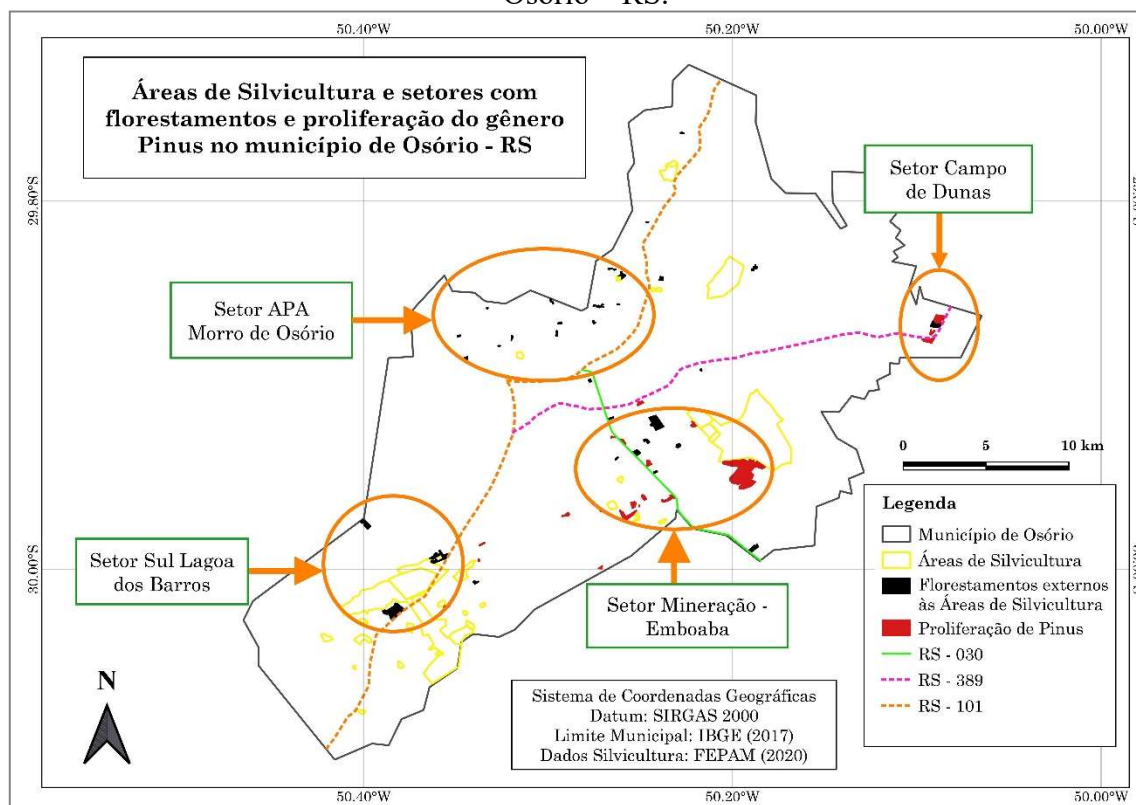 Osório – RS.
50.40°W
50.20°W
50.00°W
Áreas de Silvicultura e setores com
florestamentos e proliferação do gênero
Pinus no município de Osório - RS
29.80°S
29.80°S
Setor Campo
de Dunas
Setor APA
Morro de Osório
0 5 10 km
Setor Sul Lagoa
dos Barros
30.00°S
30.00°S
Setor Mineração -
Emboaba
Legenda
Município de Osório
Áreas de Silvicultura
Florestamentos externos
às Áreas de Silvicultura
Proliferação de Pinus
RS - 030
RS - 389
RS - 101
N
Sistema de Coordenadas Geográficas
Datum: SIRGAS 2000
Limite Municipal: IBGE (2017)
Dados Silvicultura: FEPAM (2020)
50.40°W
50.20°W
50.00°W